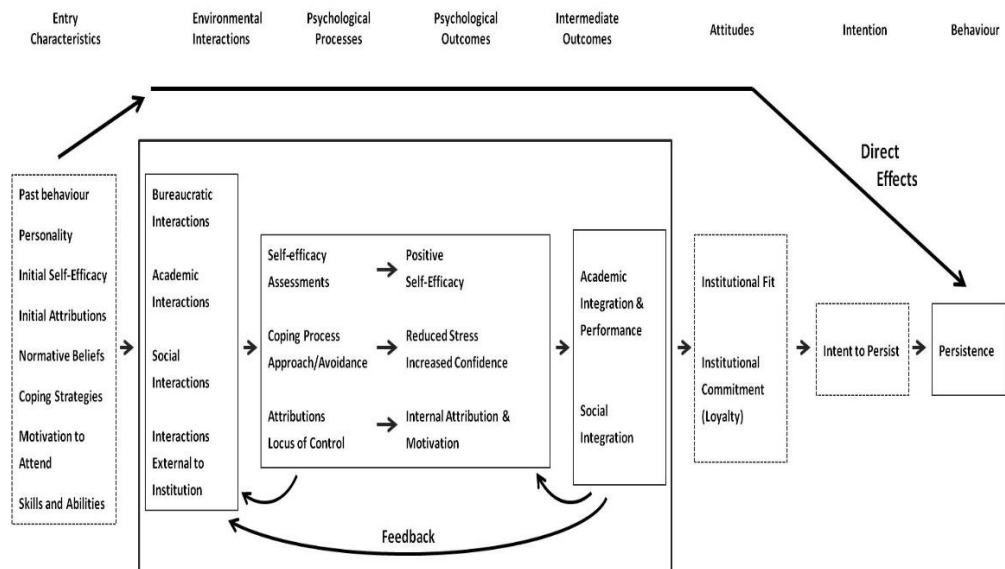 Entry
Characteristics
Environmental
Interactions
Psychological
Processes
Psychological
Outcomes
Intermediate
Outcomes
Attitudes
Intention
Behaviour
Direct
Effects
Past behaviour
Personality
Initial Self-Efficacy
Initial Attributions
Normative Beliefs
Coping Strategies
Motivation to
Attend
Skills and Abilities
Bureaucratic
Interactions
Academic
Interactions
Social
Interactions
Interactions
External to
Institution
Self-efficacy
Assessments
Positive
Self-Efficacy
Coping Process
Approach/Avoidance
Reduced Stress
Increased Confidence
Attributions
Locus of Control
Internal Attribution &
Motivation
Academic
Integration &
Performance
Social
Integration
Institutional Fit
Institutional
Commitment
(Loyalty)
Intent to Persist
Persistence
Feedback